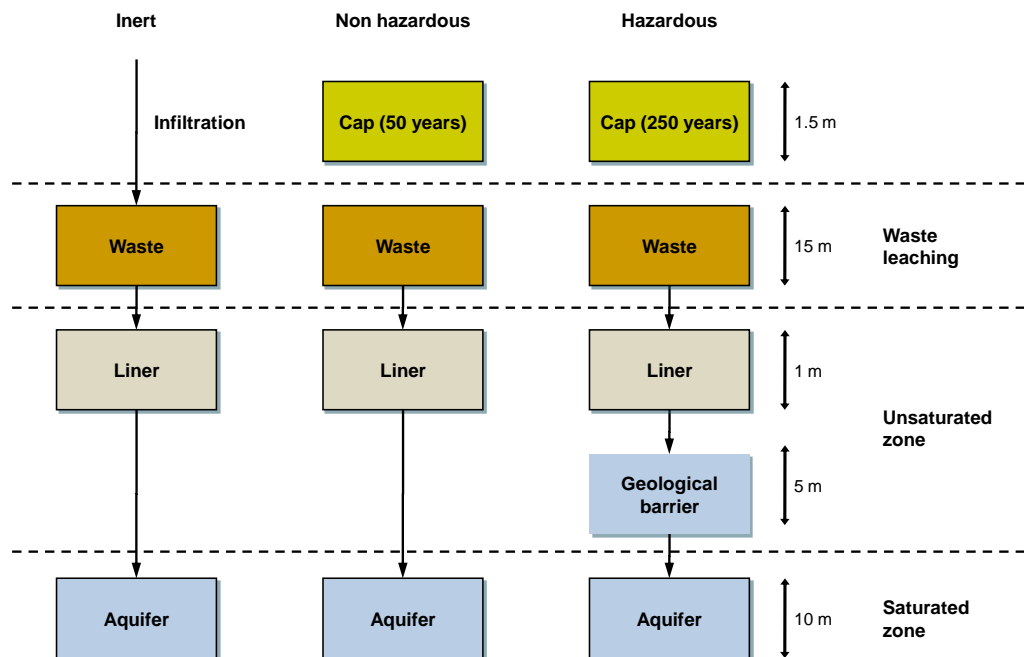 Inert
Non hazardous
Hazardous
Infiltration
Cap (50 years)
Cap (250 years)
1.5 m
Waste
Waste
Waste
15 m
Waste
leaching
Liner
Liner
Liner
1 m
Unsaturated
zone
Geological
barrier
5 m
Aquifer
Aquifer
Aquifer
10 m
Saturated
zone